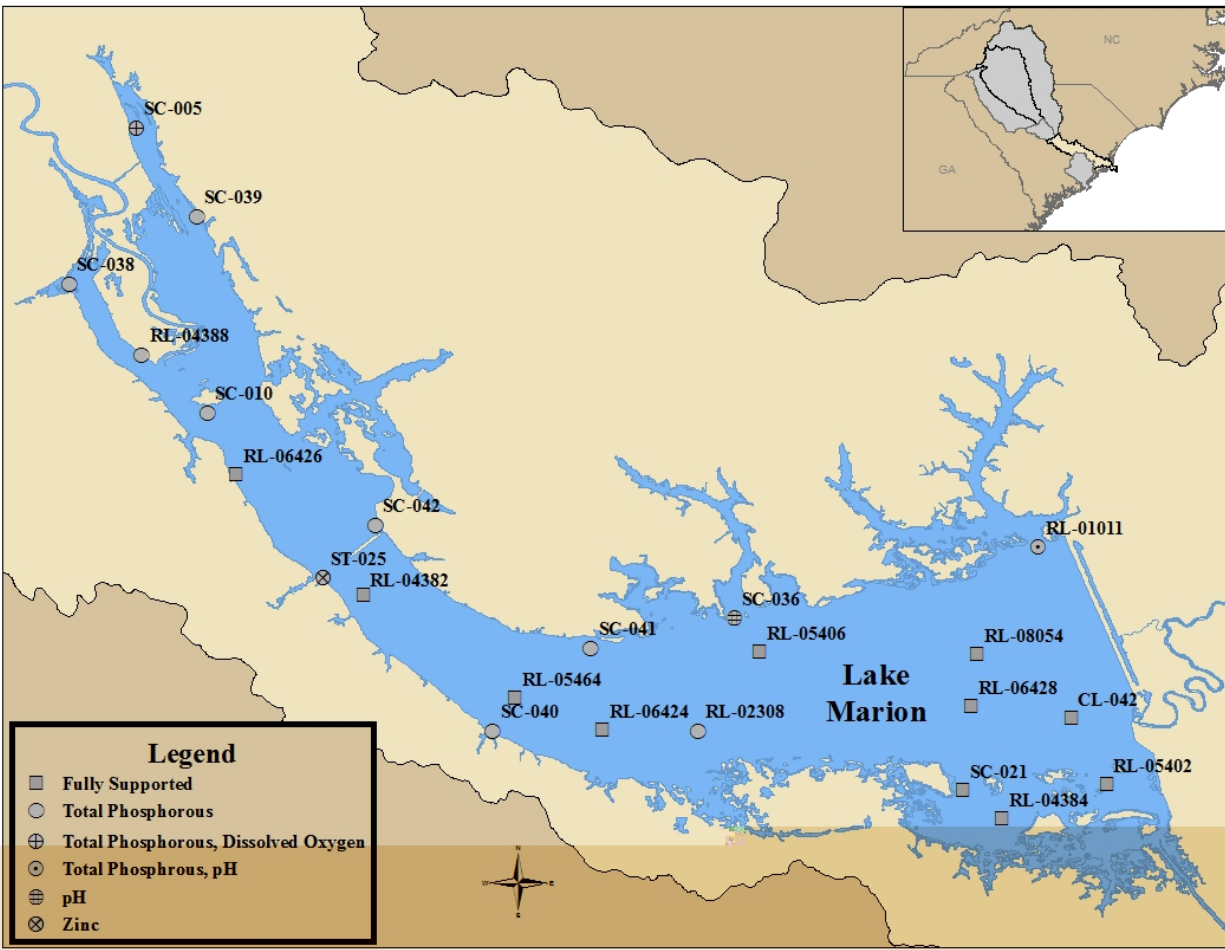 NC
GA
SC-005
SC-039
SC-038
RL-04388
SC-010
RL-06426
SC-042
ST-025
RL-04382
RL-01011
SC-036
SC-041
RL-05406
RL-08054
Lake
Marion
RL-05464
RL-06428
CL-042
SC-040
RL-06424
RL-02308
SC-021
RL-05402
RL-04384
Legend
Fully Supported
Total Phosphorous
Total Phosphorous, Dissolved Oxygen
Total Phosphrous, pH
pH
Zinc
N
W
E
S